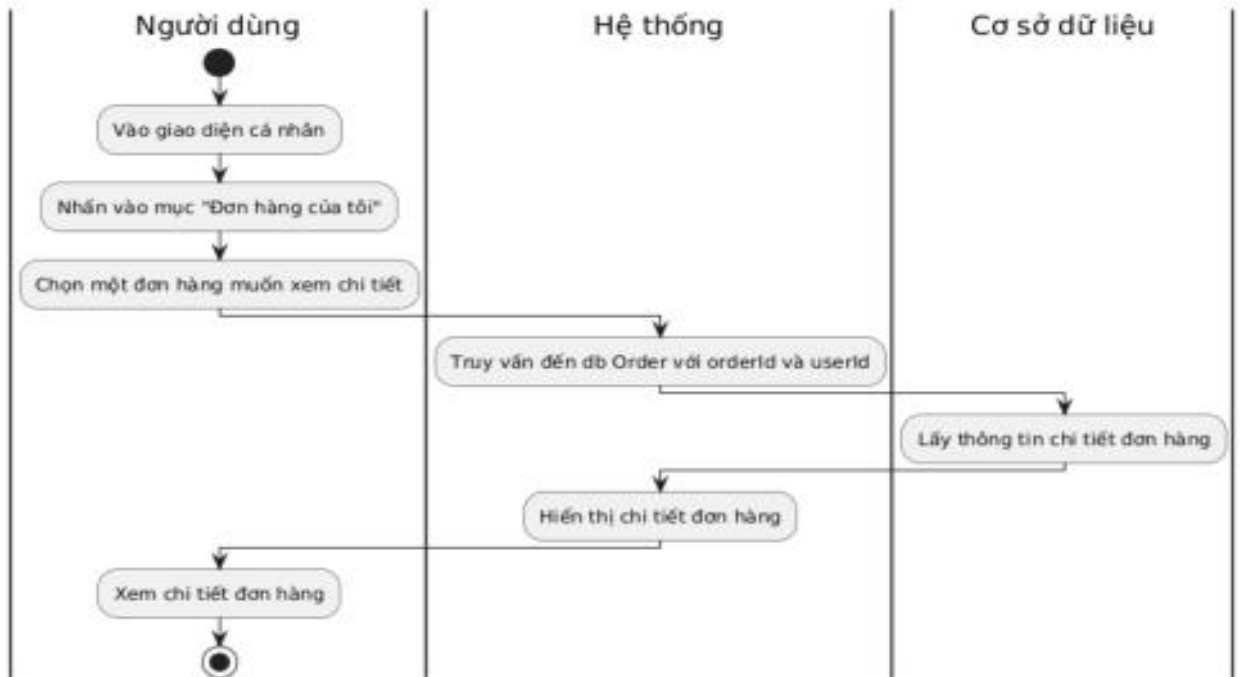 Người dùng
Hệ thống
Cơ sở dữ liệu
Vào giao diện cá nhân
Nhấn vào mục "Đơn hàng của tôi"
Chọn một đơn hàng muốn xem chi tiết
Truy vấn đến db Order với orderId và userId
Lấy thông tin chi tiết đơn hàng
Hiển thị chi tiết đơn hàng
Xem chi tiết đơn hàng